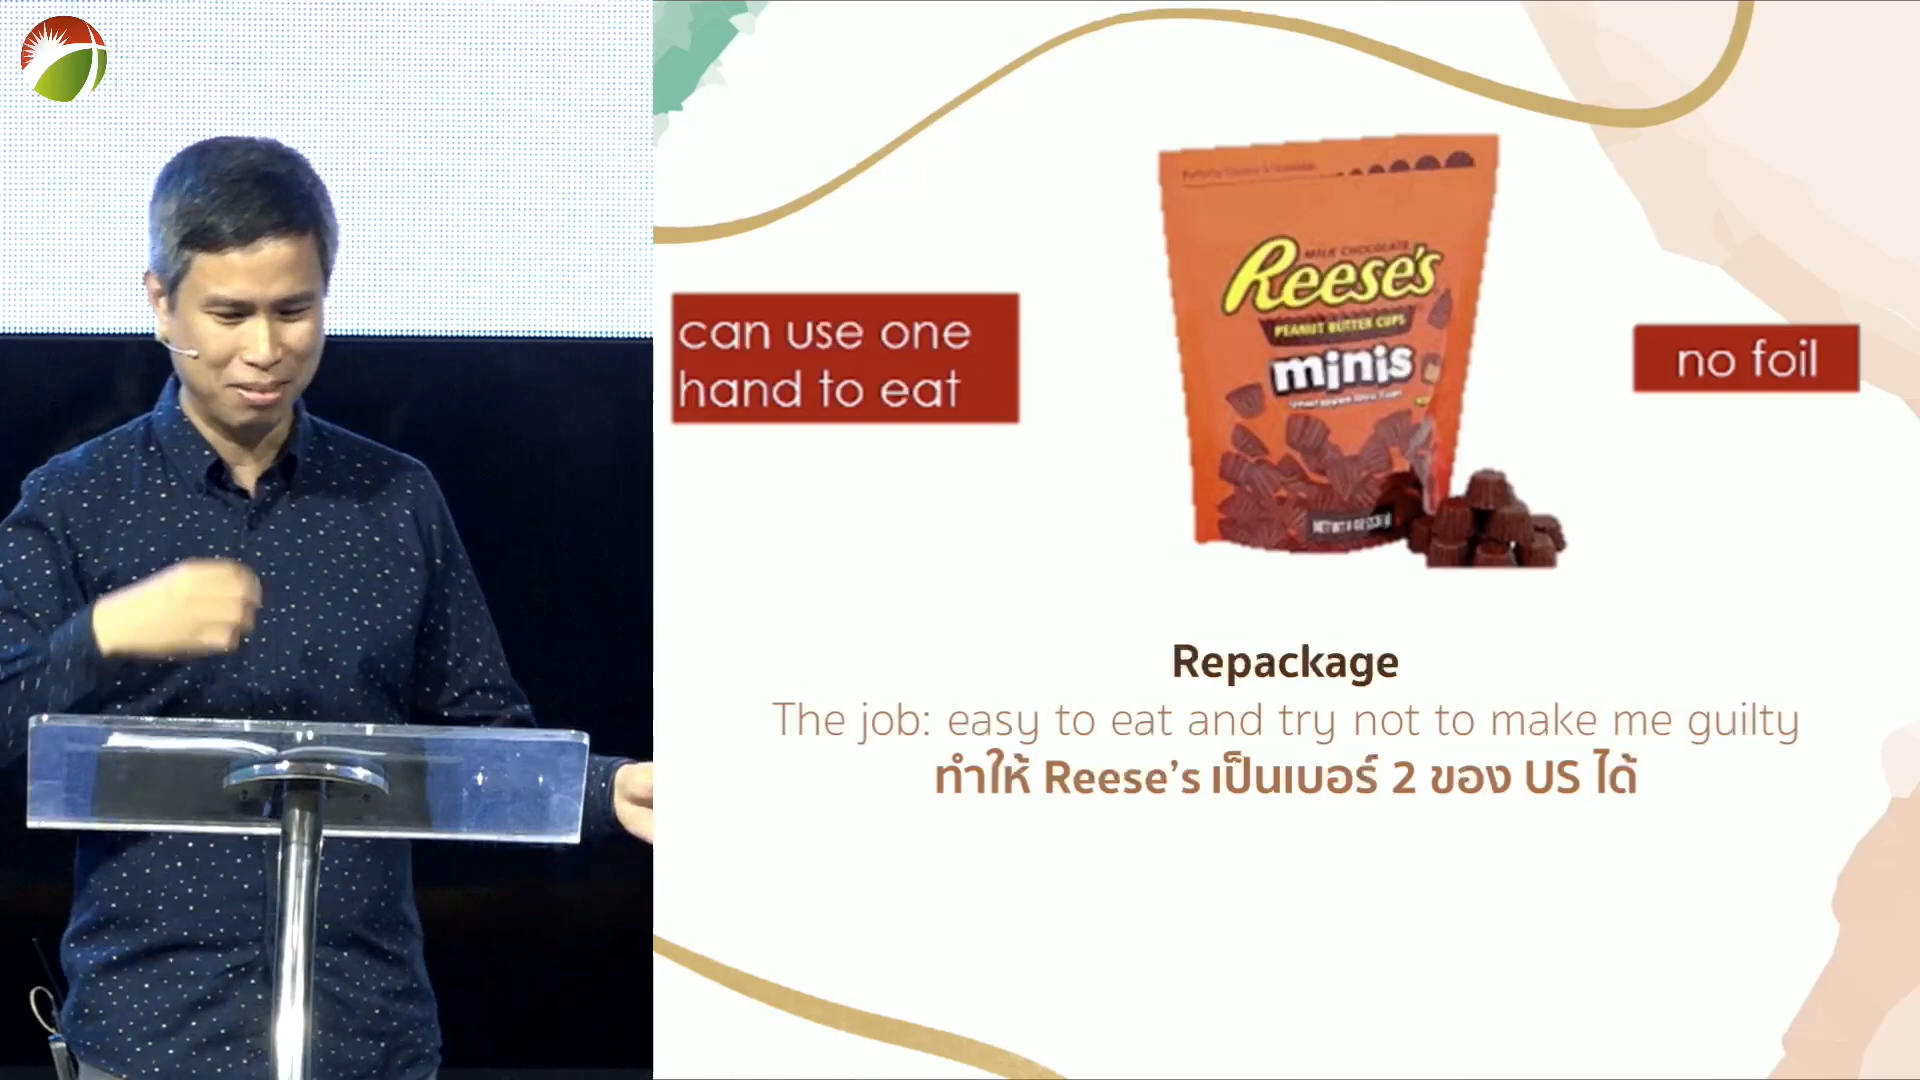 can use one
hand to eat
MILK CHOCOLATE
Reese's
PEANUT BUTTER CUPS
minis
no foil
Repackage
The job: easy to eat and try not to make me guilty
ทำให้ Reese's เป็นเบอร์ 2 ของ US ได้